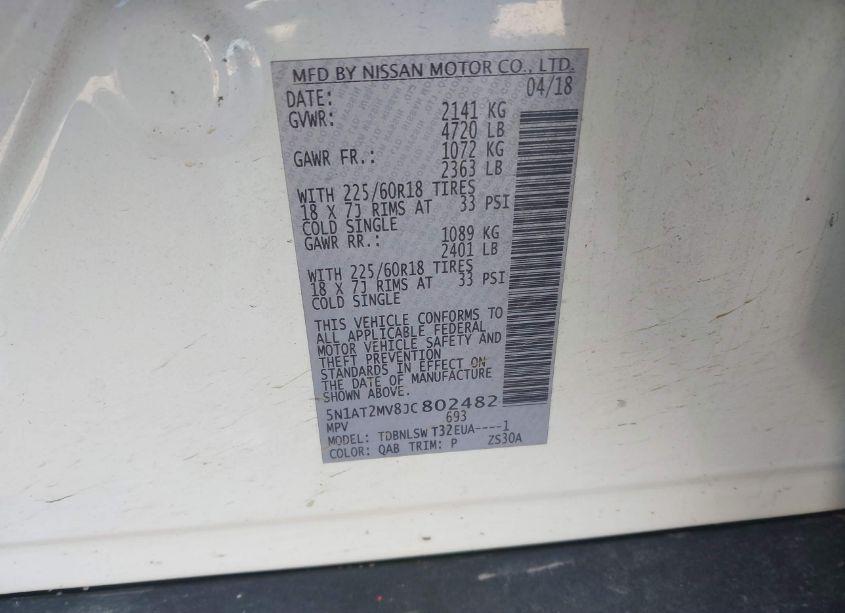 MFD BY NISSAN MOTOR CO., LTD.
DATE: 04/18
GVWR: 2141 KG
4720 LB
GAWR FR.: 1072 KG
2363 LB
WITH 225/60R18 TIRES
18 X 7J RIMS AT 33 PSI
COLD SINGLE
GAWR RR.: 1089 KG
2401 LB
WITH 225/60R18 TIRES
18 X 7J RIMS AT 33 PSI
COLD SINGLE
THIS VEHICLE CONFORMS TO
ALL APPLICABLE FEDERAL
MOTOR VEHICLE SAFETY AND
THEFT PREVENTION
STANDARDS IN EFFECT ON
THE DATE OF MANUFACTURE
SHOWN ABOVE.
5N1AT2MV8JC802482
MPV 693
MODEL: TDBNLSW T32EUA----1
COLOR: QAB TRIM: P ZS30A